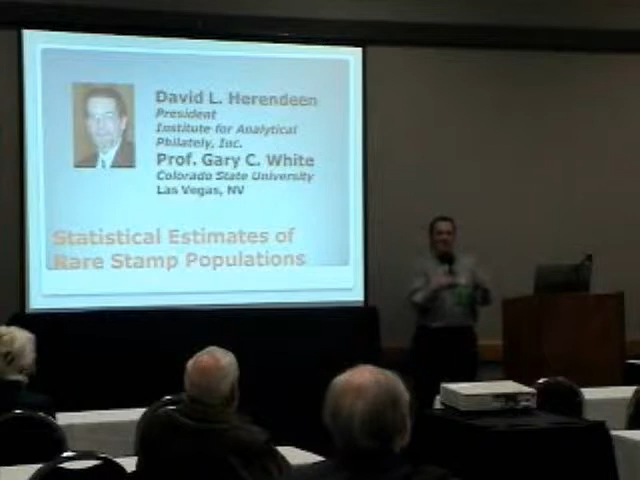 David L. Herendeen
President
Institute for Analytical
Philately, Inc.
Prof. Gary C. White
Colorado State University
Las Vegas, NV
Statistical Estimates of
Rare Stamp Populations